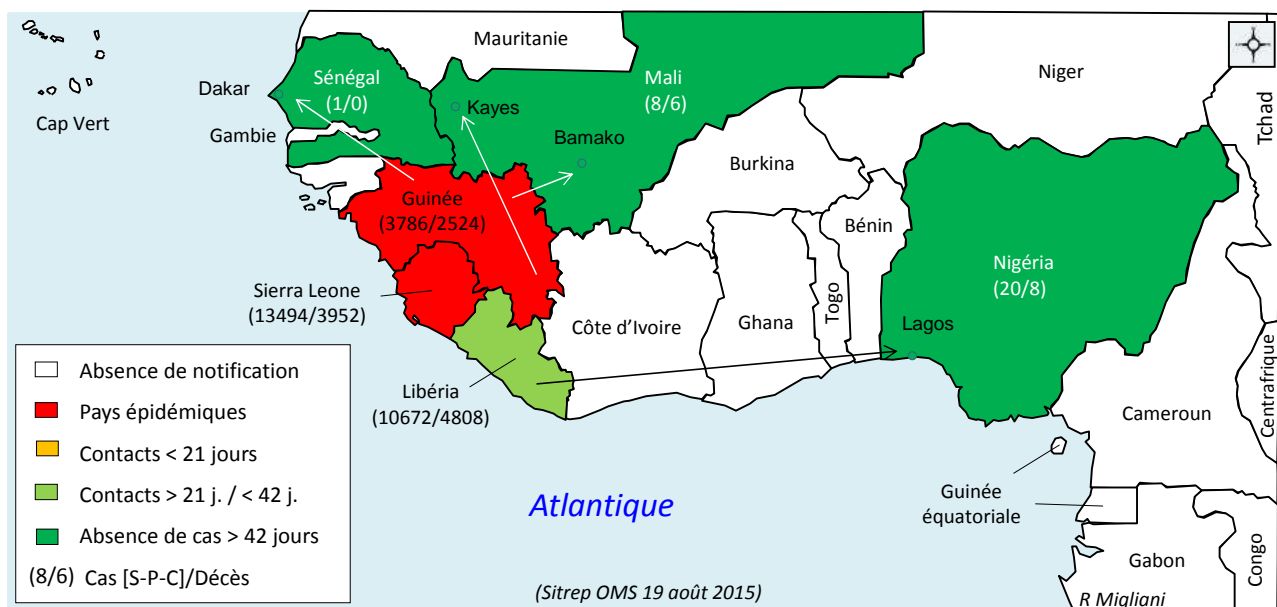 Mauritanie
Niger
Tchad
Sénégal
(1/0)
Mali
(8/6)
Dakar
Kayes
Cap Vert
Gambie
Bamako
Burkina
Guinée
(3786/2524)
Bénin
Nigéria
(20/8)
Sierra Leone
(13494/3952)
Côte d’Ivoire
Ghana
Togo
Lagos
Centrafrique
Libéria
(10672/4808)
Cameroun
Absence de notification
Pays épidémiques
Contacts < 21 jours
Contacts > 21 j. / < 42 j.
Absence de cas > 42 jours
(8/6) Cas [S-P-C]/Décès
Atlantique
Guinée
équatoriale
Gabon
Congo
(Sitrep OMS 19 août 2015)
R Migliani